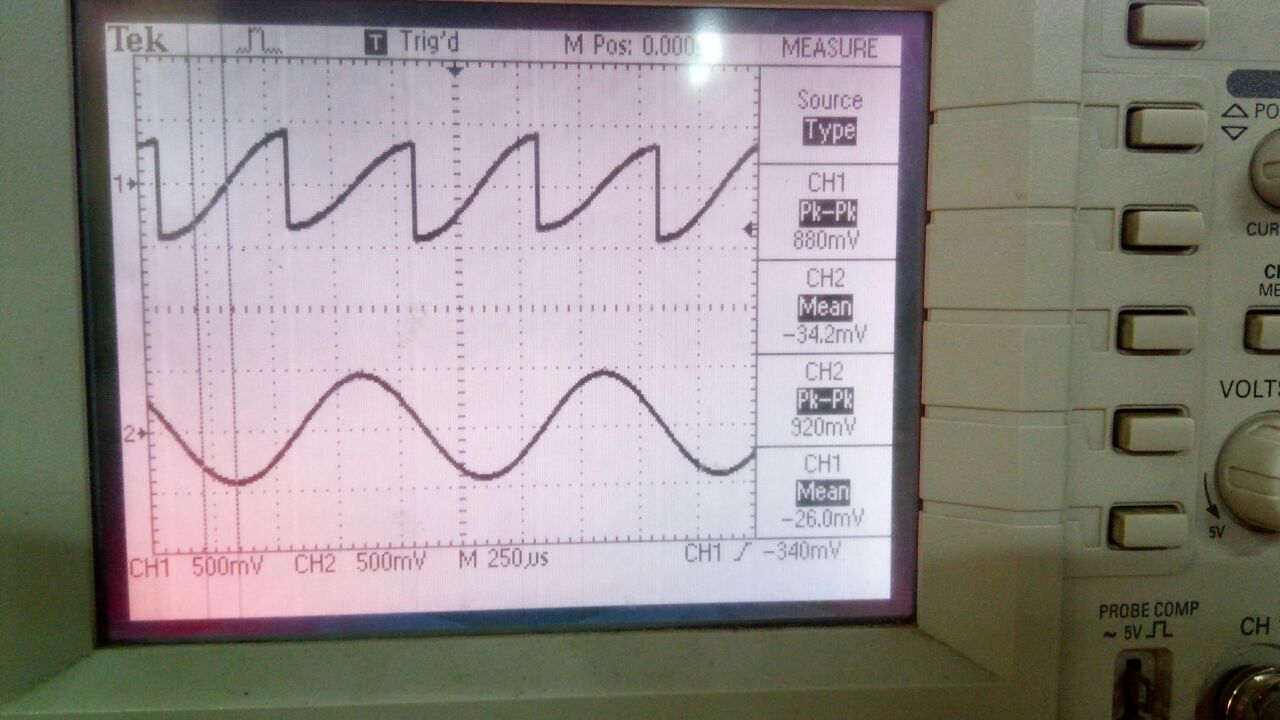 Tek T Trig'd M Pos: 0.000 MEASURE
Source
Type
CH1
Pk-Pk
880mV
CH2
Mean
-34.2mV
CH2
Pk-Pk
920mV
CH1
Mean
-26.0mV
1
2
CH1 500mV CH2 500mV M 250µs CH1 -340mV
5V
PROBE COMP
~ 5V
CH